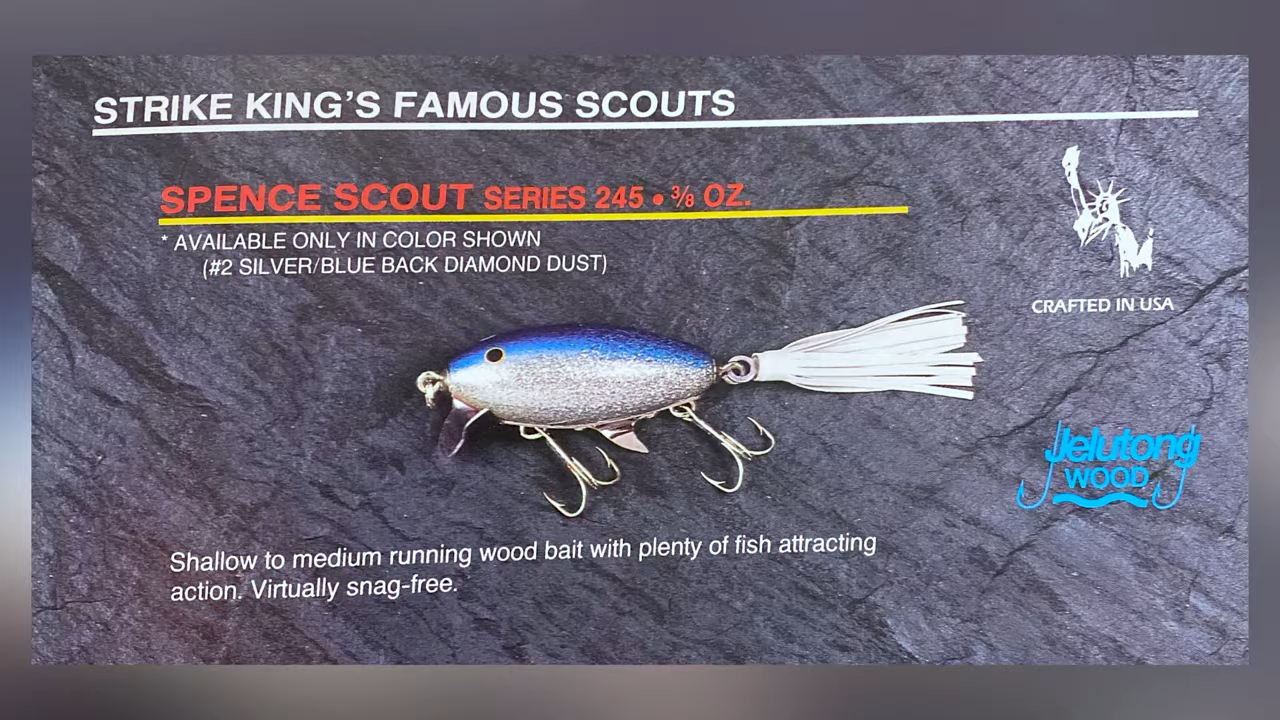 STRIKE KING'S FAMOUS SCOUTS
SPENCE SCOUT SERIES 245 • ⅜ OZ.
* AVAILABLE ONLY IN COLOR SHOWN
(#2 SILVER/BLUE BACK DIAMOND DUST)
CRAFTED IN USA
Jelutong
WOOD
Shallow to medium running wood bait with plenty of fish attracting
action. Virtually snag-free.